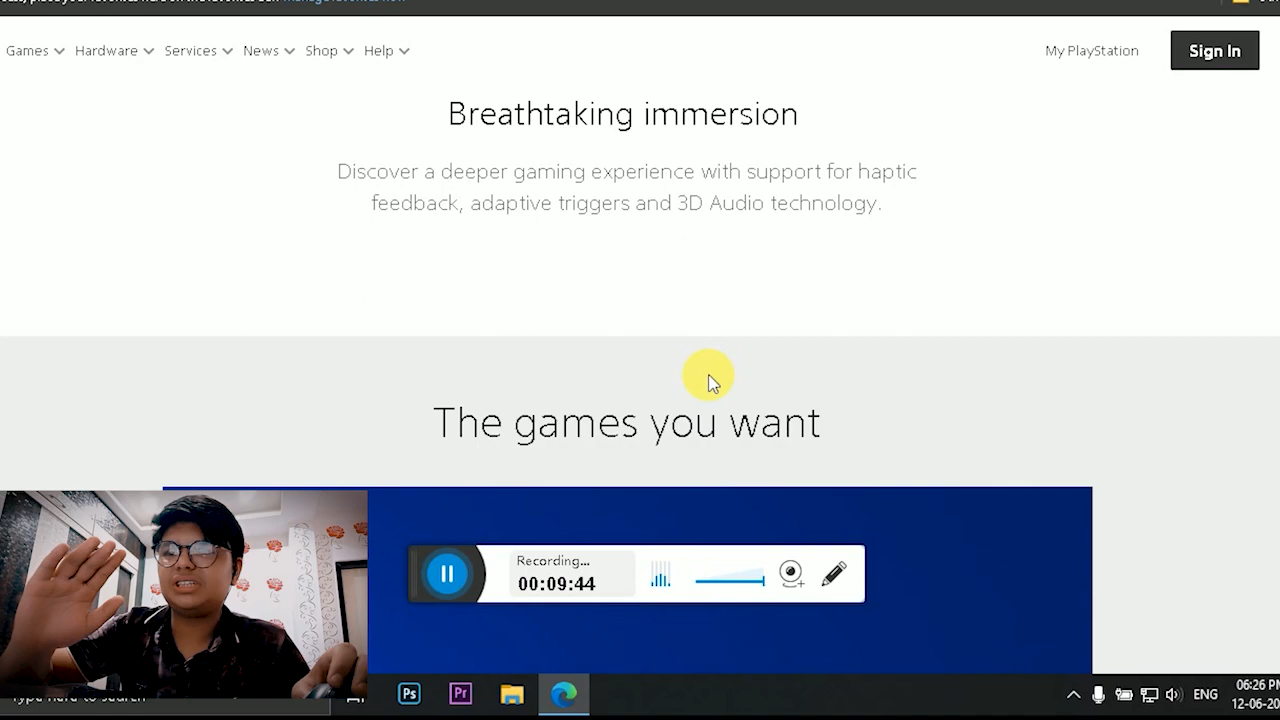 Games Hardware Services News Shop Help My PlayStation Sign In
Breathtaking immersion
Discover a deeper gaming experience with support for haptic
feedback, adaptive triggers and 3D Audio technology.
The games you want
Recording...
00:09:44
Ps Pr ENG 06:26
12-06-20